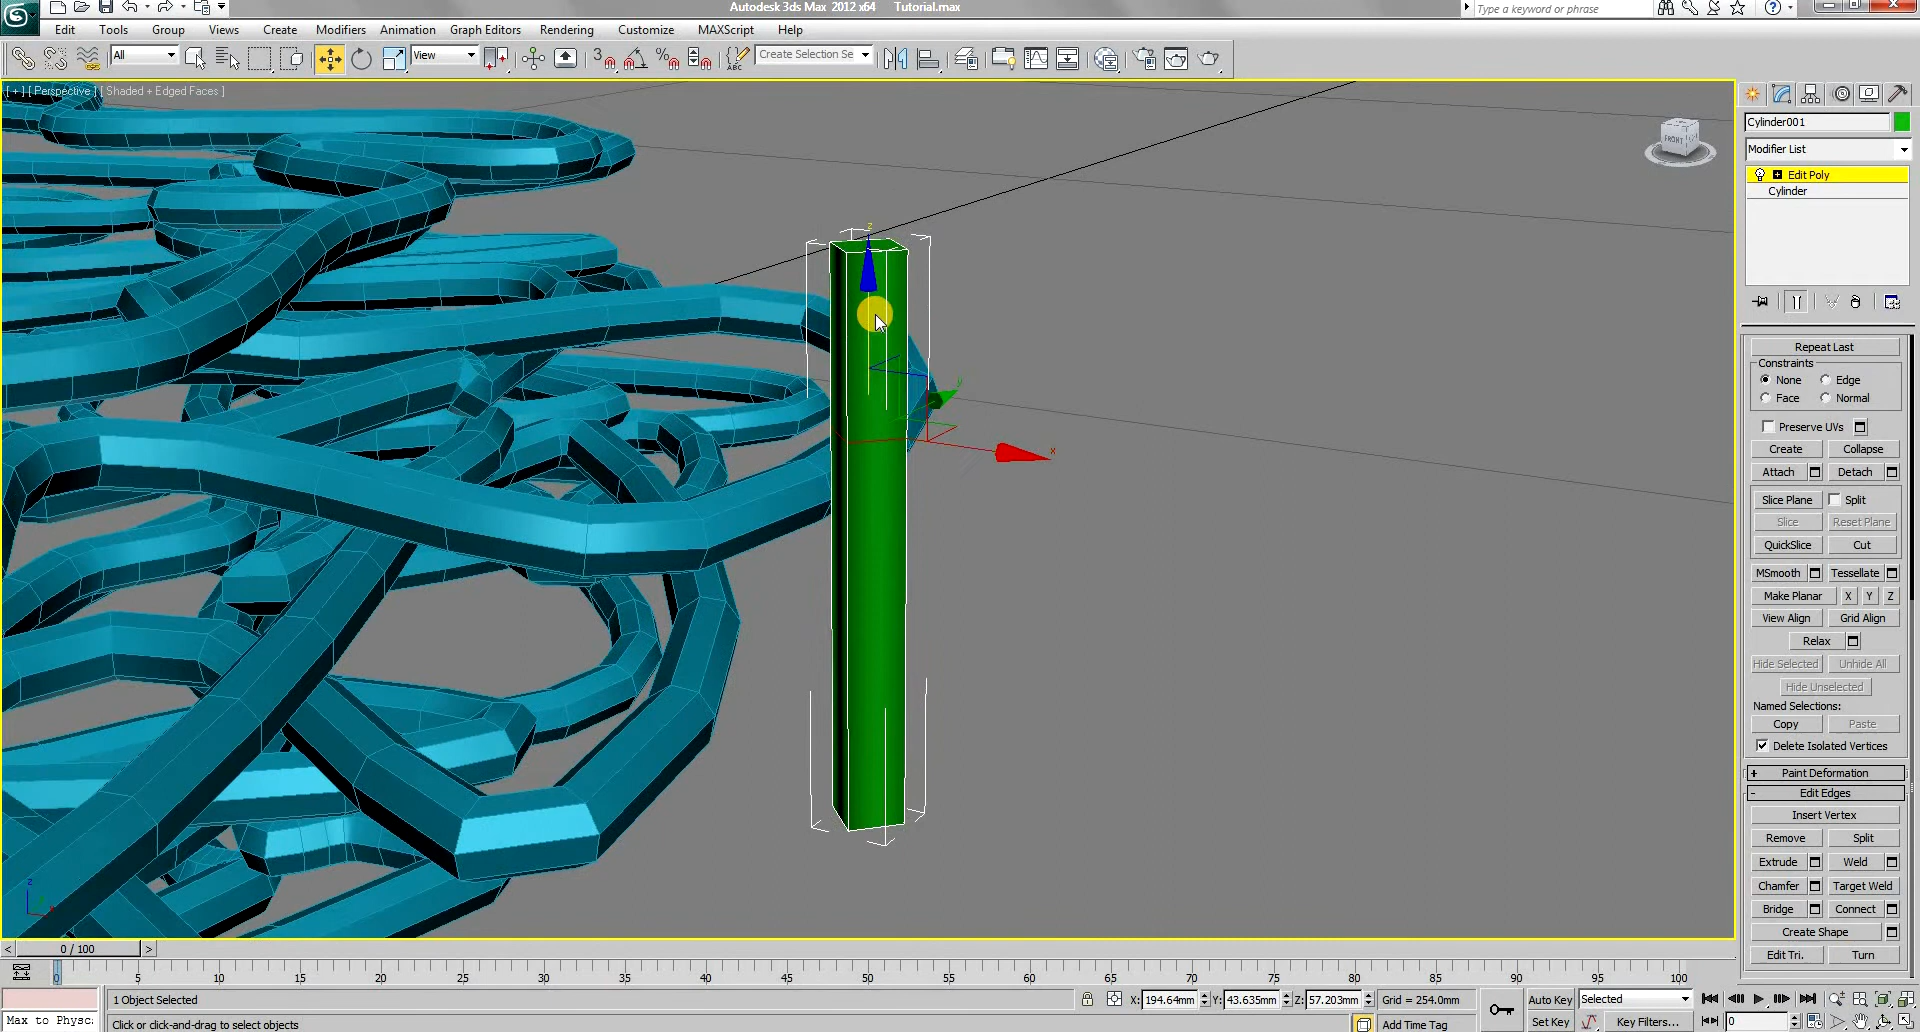 Autodesk 3ds Max 2012 x64 Tutorial.max
Type a keyword or phrase
Edit Tools Group Views Create Modifiers Animation Graph Editors Rendering Customize MAXScript Help
All View 3 ABC Create Selection Se
[ + ] [ Perspective ] [ Shaded + Edged Faces ]
FRONT
z
y
x
z
Cylinder001
Modifier List
Edit Poly
Cylinder
Repeat Last
Constraints
None Edge
Face Normal
Preserve UVs
Create Collapse
Attach Detach
Slice Plane Split
Slice Reset Plane
QuickSlice Cut
MSmooth Tessellate
Make Planar X Y Z
View Align Grid Align
Relax
Hide Selected Unhide All
Hide Unselected
Named Selections:
Copy Paste
Delete Isolated Vertices
+ Paint Deformation
- Edit Edges
Insert Vertex
Remove Split
Extrude Weld
Chamfer Target Weld
Bridge Connect
Create Shape
Edit Tri. Turn
< 0 / 100 >
0 5 10 15 20 25 30 35 40 45 50 55 60 65 70 75 80 85 90 95 100
1 Object Selected X: 194.64mm Y: 43.635mm Z: 57.203mm Grid = 254.0mm Auto Key Selected
Max to Physc: Click or click-and-drag to select objects Add Time Tag Set Key Key Filters... 0